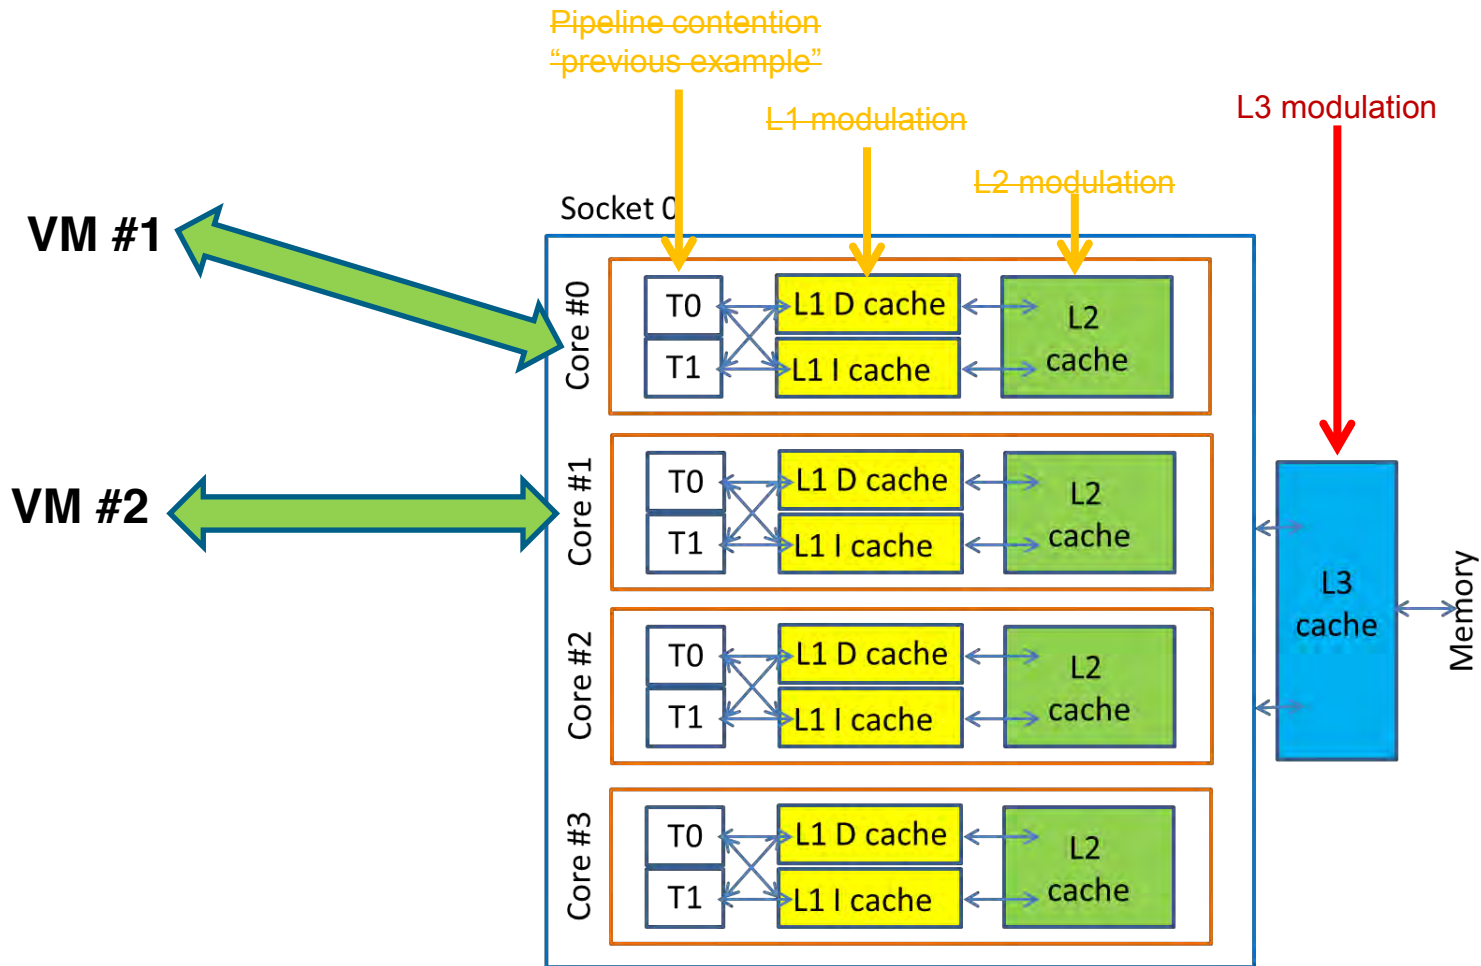 Pipeline contention
“previous example”
L1 modulation
L3 modulation
L2 modulation
Socket 0
VM #1
Core #0
T0
T1
L1 D cache
L1 I cache
L2
cache
VM #2
Core #1
T0
T1
L1 D cache
L1 I cache
L2
cache
L3
cache
Memory
Core #2
T0
T1
L1 D cache
L1 I cache
L2
cache
Core #3
T0
T1
L1 D cache
L1 I cache
L2
cache